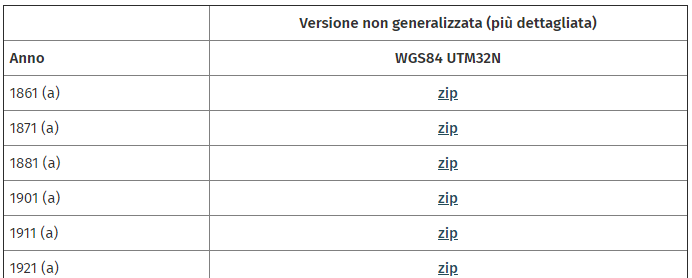 Versione non generalizzata (più dettagliata)
Anno WGS84 UTM32N
1861 (a) zip
1871 (a) zip
1881 (a) zip
1901 (a) zip
1911 (a) zip
1921 (a) zip